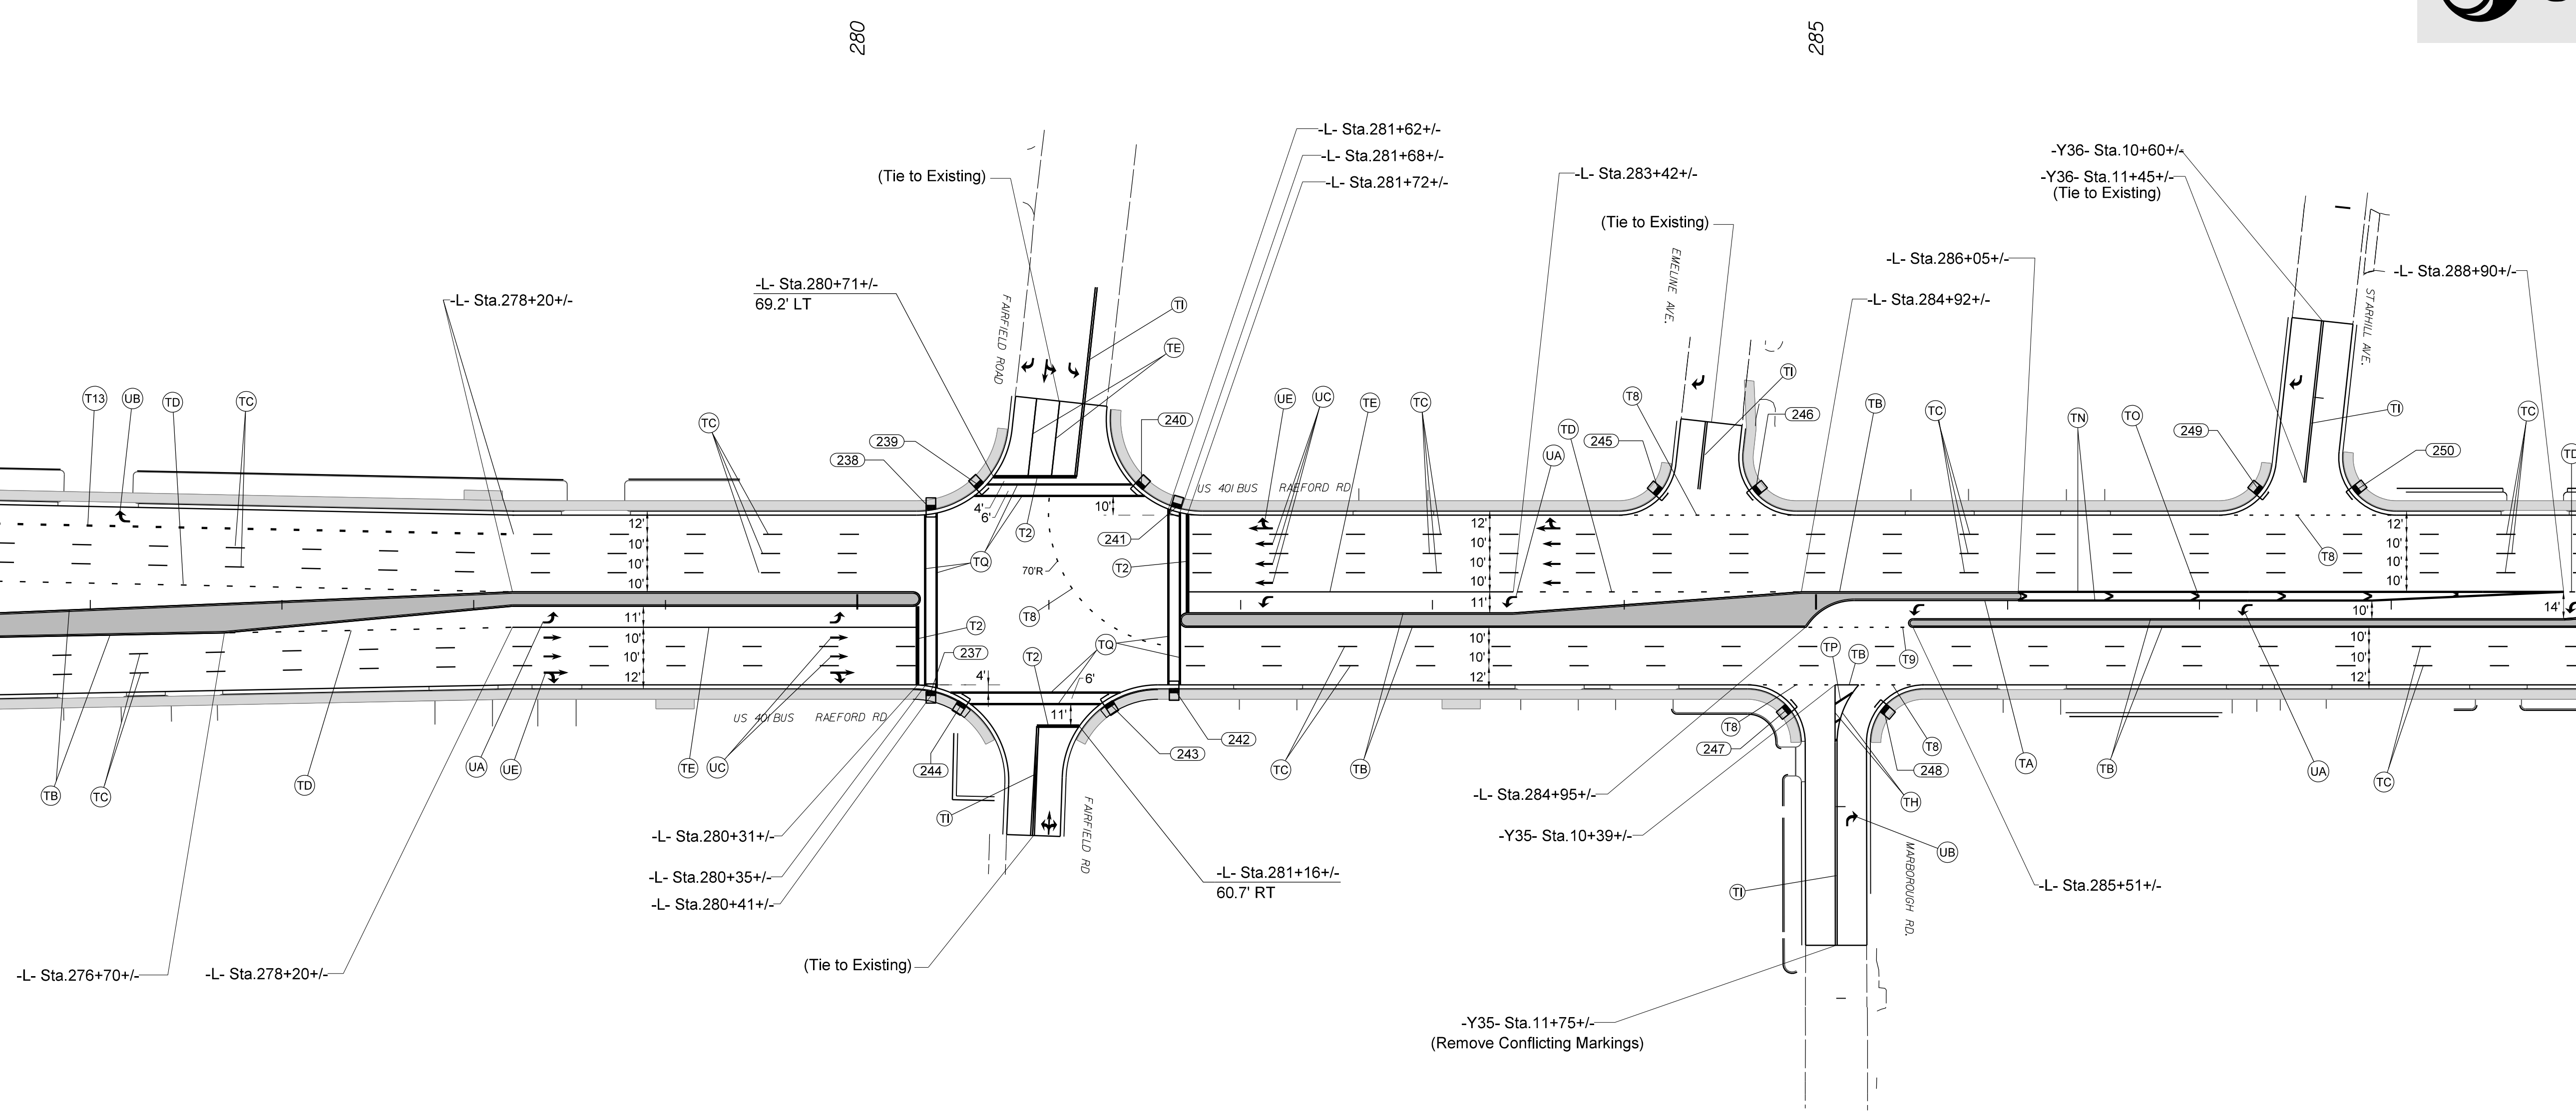 280
285
-L- Sta.281+62+/-
-L- Sta.281+68+/-
-L- Sta.281+72+/-
(Tie to Existing)
-L- Sta.283+42+/-
-Y36- Sta.10+60+/-
-Y36- Sta.11+45+/-
(Tie to Existing)
(Tie to Existing)
-L- Sta.286+05+/-
-L- Sta.288+90+/-
-L- Sta.278+20+/-
-L- Sta.280+71+/-
69.2' LT
-L- Sta.284+92+/-
FAIRFIELD ROAD
EMELINE AVE.
STARHILL AVE.
TI
TE
TI
T13
UB
TD
TC
TC
239
238
240
UE
UC
TE
TC
TD
UA
T8
245
246
TB
TC
TN
TO
249
TI
250
TC
TD
US 401 BUS RAEFORD RD
4'
6'
10'
T2
241
TQ
70'R
T2
T8
12'
10'
10'
10'
11'
10'
10'
12'
12'
10'
10'
10'
11'
10'
10'
12'
12'
10'
10'
10'
10'
10'
10'
12'
14'
T8
T2
237
4'
TQ
T2
6'
11'
TP
TB
T9
US 401 BUS RAEFORD RD
TB
TC
TD
UA
UE
TE
UC
244
243
242
TC
TB
T8
247
T8
248
TA
TB
UA
TC
TH
TI
FAIRFIELD RD
-L- Sta.284+95+/-
-Y35- Sta.10+39+/-
UB
TI
MARBOROUGH RD.
-L- Sta.280+31+/-
-L- Sta.280+35+/-
-L- Sta.280+41+/-
-L- Sta.281+16+/-
60.7' RT
-L- Sta.285+51+/-
(Tie to Existing)
-L- Sta.276+70+/-
-L- Sta.278+20+/-
-Y35- Sta.11+75+/-
(Remove Conflicting Markings)